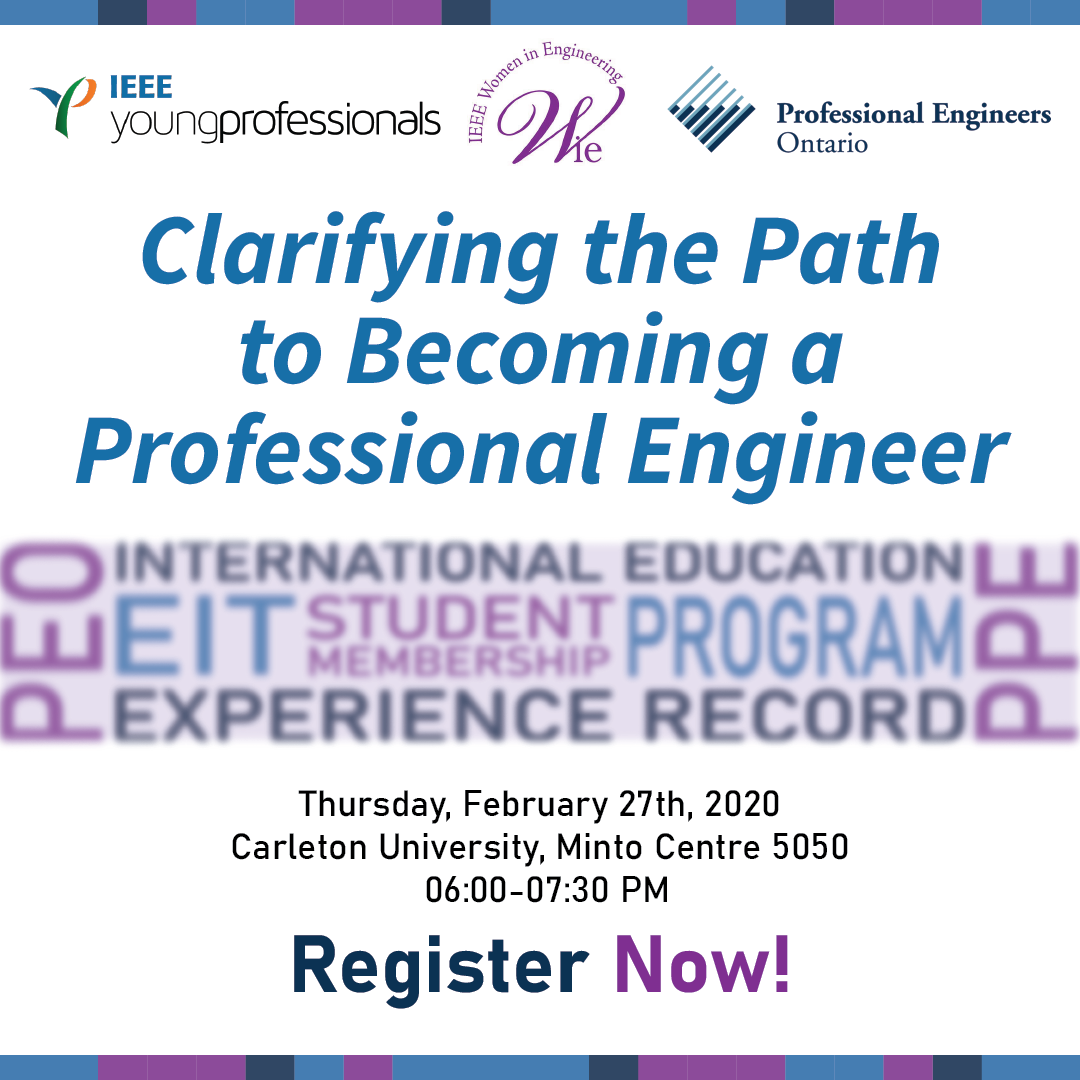 IEEE
youngprofessionals
IEEE Women in Engineering
Wie
Professional Engineers
Ontario
Clarifying the Path
to Becoming a
Professional Engineer
PEO
INTERNATIONAL EDUCATION
EIT
STUDENT
MEMBERSHIP
PROGRAM
EXPERIENCE RECORD
PPE
Thursday, February 27th, 2020
Carleton University, Minto Centre 5050
06:00-07:30 PM
Register Now!